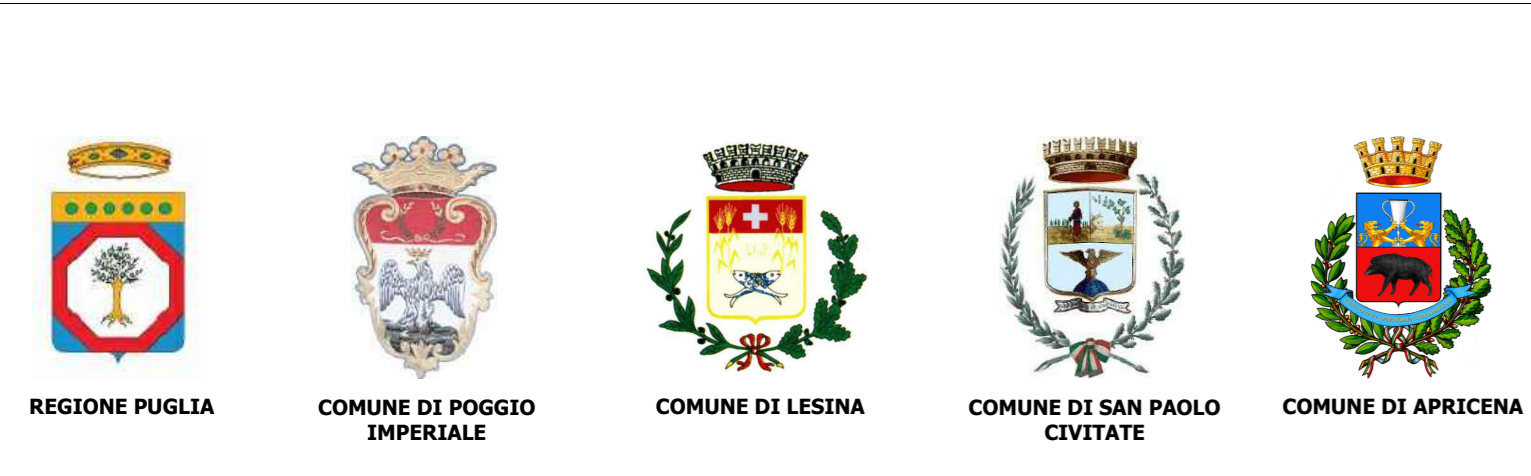 REGIONE PUGLIA
COMUNE DI POGGIO
IMPERIALE
COMUNE DI LESINA
COMUNE DI SAN PAOLO
CIVITATE
COMUNE DI APRICENA